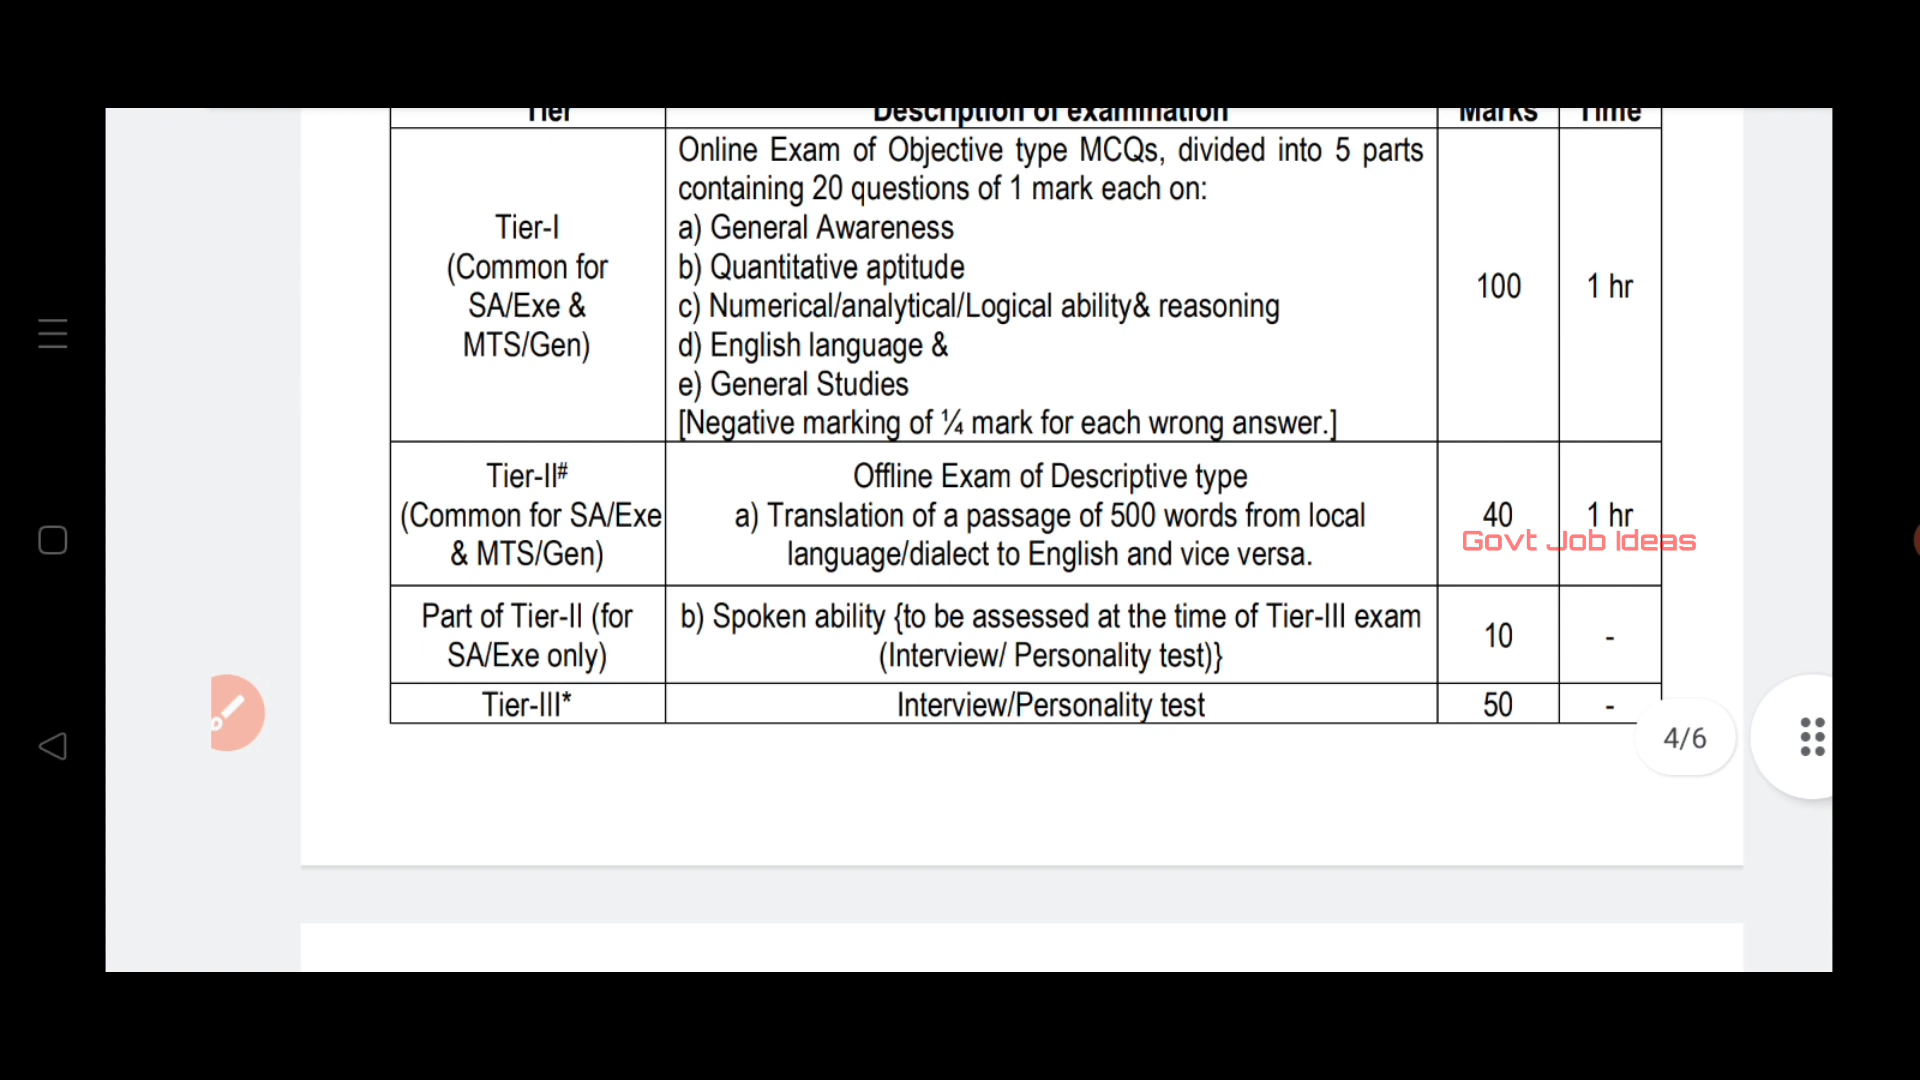 Tier Description of examination Marks Time
Online Exam of Objective type MCQs, divided into 5 parts
containing 20 questions of 1 mark each on:
a) General Awareness
b) Quantitative aptitude
c) Numerical/analytical/Logical ability& reasoning
d) English language &
e) General Studies
[Negative marking of ¼ mark for each wrong answer.]
Tier-I
(Common for
SA/Exe &
MTS/Gen)
100
1 hr
Tier-II#
(Common for SA/Exe
& MTS/Gen)
Offline Exam of Descriptive type
a) Translation of a passage of 500 words from local
language/dialect to English and vice versa.
40
1 hr
Govt Job Ideas
Part of Tier-II (for
SA/Exe only)
b) Spoken ability {to be assessed at the time of Tier-III exam
(Interview/ Personality test)}
10
-
Tier-III*
Interview/Personality test
50
-
4/6